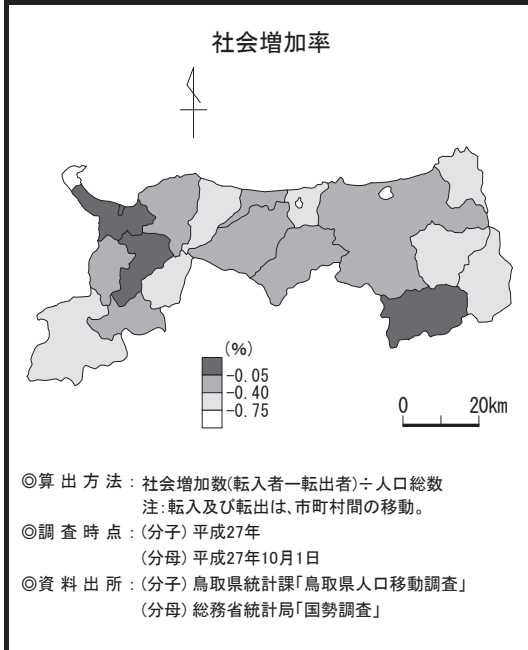 社会増加率
(%)
-0.05
-0.40
-0.75
0 20km
◎算出方法：社会増加数(転入者ー転出者)÷人口総数
注：転入及び転出は、市町村間の移動。
◎調査時点：(分子) 平成27年
(分母) 平成27年10月1日
◎資料出所：(分子) 鳥取県統計課「鳥取県人口移動調査」
(分母) 総務省統計局「国勢調査」